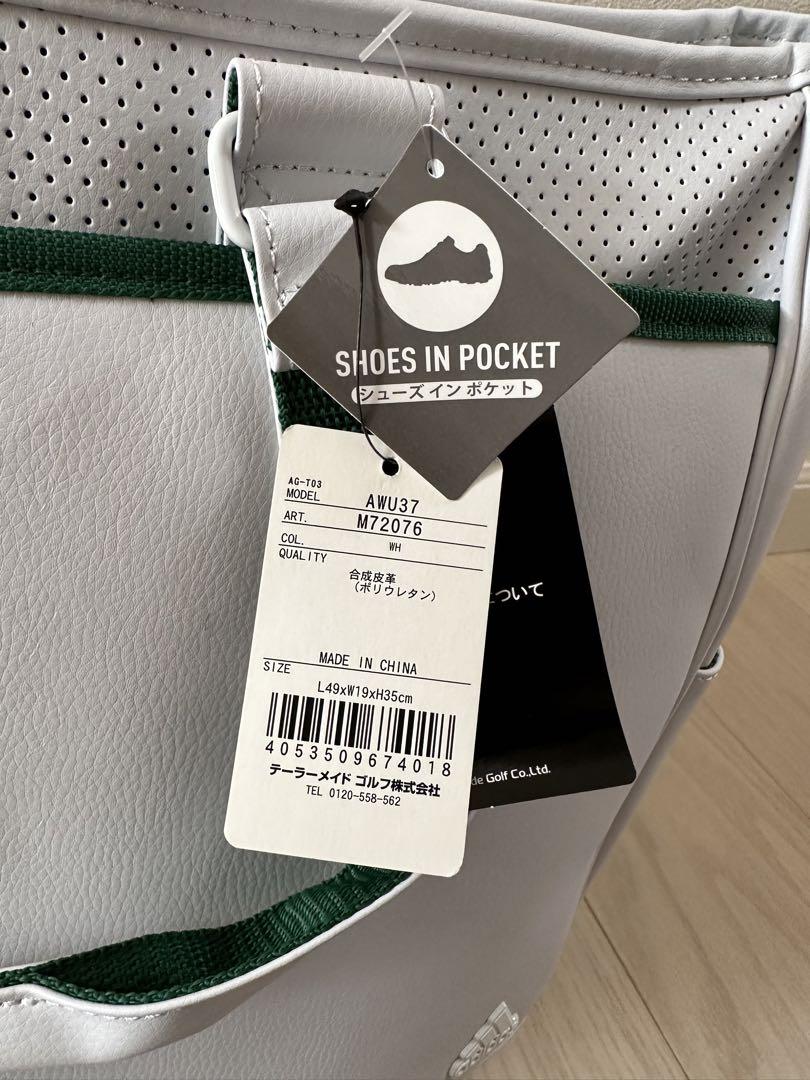 SHOES IN POCKET
シューズ イン ポケット
AG-T03
MODEL AWU37
ART. M72076
COL. WH
QUALITY
合成皮革
(ポリウレタン)
MADE IN CHINA
SIZE
L49xW19xH35cm
4053509674018
テーラーメイド ゴルフ株式会社
TEL 0120-558-562
について
de Golf Co.,Ltd.
adidas